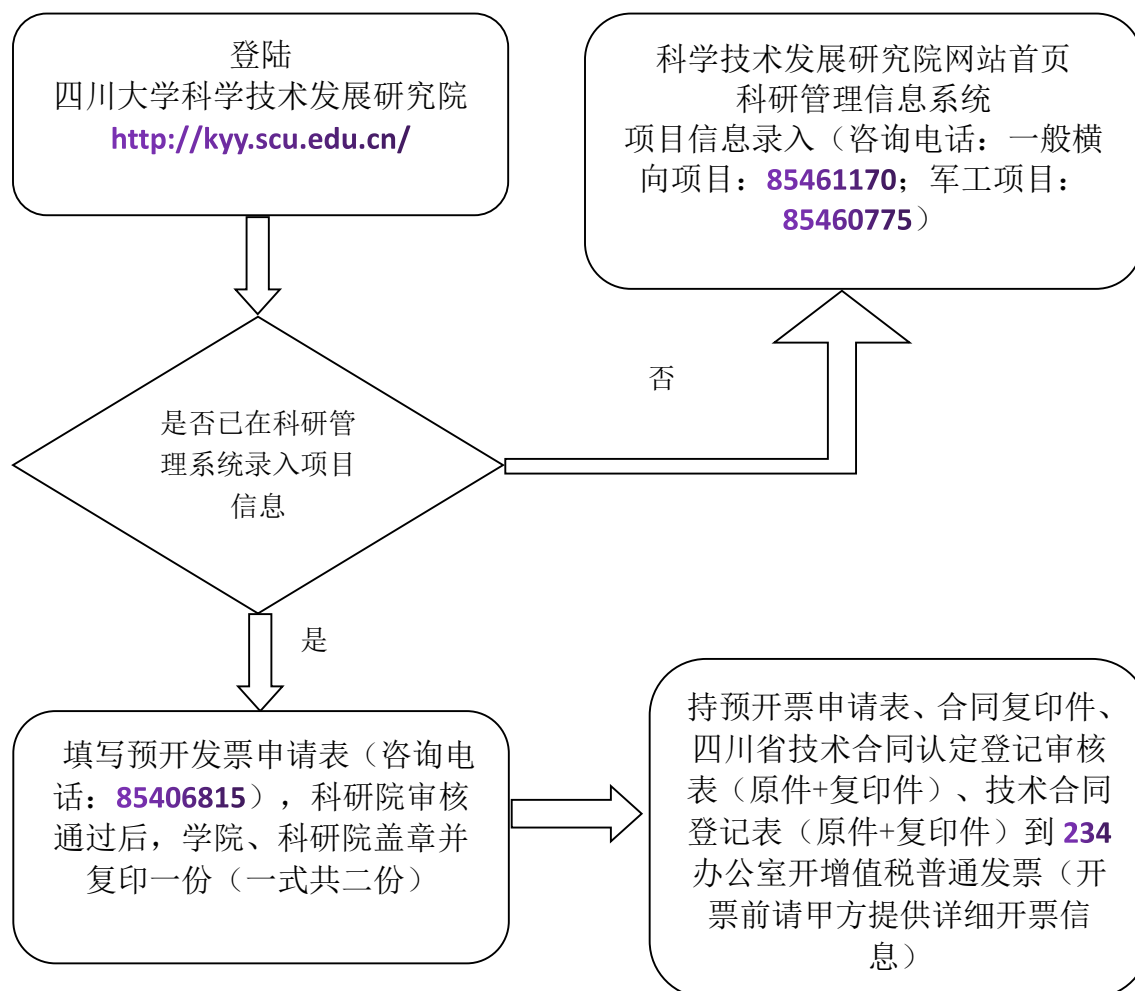 登陆
四川大学科学技术发展研究院
http://kyy.scu.edu.cn/
科学技术发展研究院网站首页
科研管理信息系统
项目信息录入（咨询电话：一般横
向项目：85461170；军工项目：
85460775）
否
是否已在科研管
理系统录入项目
信息
是
填写预开发票申请表（咨询电
话：85406815），科研院审核
通过后，学院、科研院盖章并
复印一份（一式共二份）
持预开票申请表、合同复印件、
四川省技术合同认定登记审核
表（原件+复印件）、技术合同
登记表（原件+复印件）到 234
办公室开增值税普通发票（开
票前请甲方提供详细开票信
息）